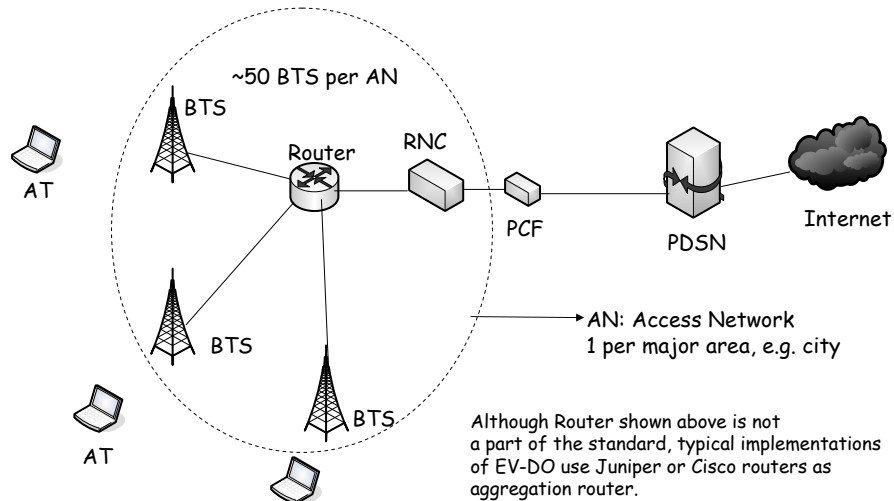 ~50 BTS per AN
BTS
Router
RNC
AT
PCF
PDSN
Internet
BTS
AN: Access Network
1 per major area, e.g. city
BTS
AT
Although Router shown above is not
a part of the standard, typical implementations
of EV-DO use Juniper or Cisco routers as
aggregation router.